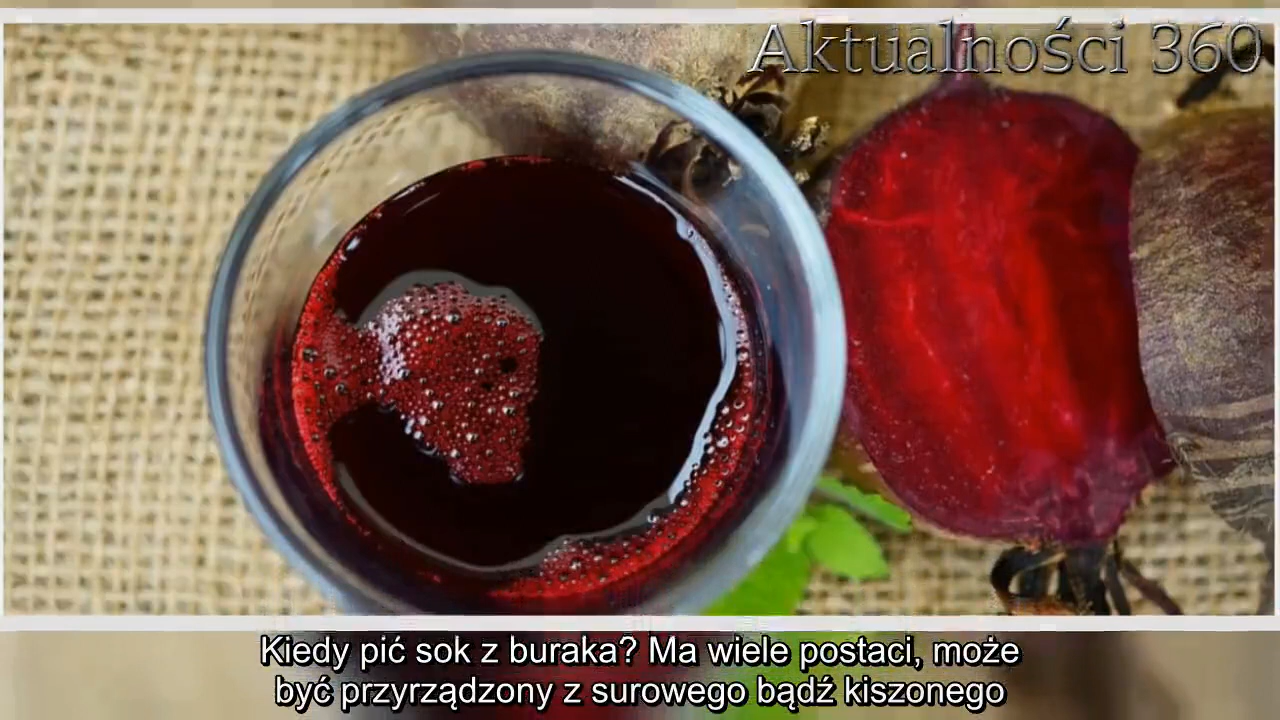 Aktualności 360
Kiedy pić sok z buraka? Ma wiele postaci, może
być przyrządzony z surowego bądź kiszonego